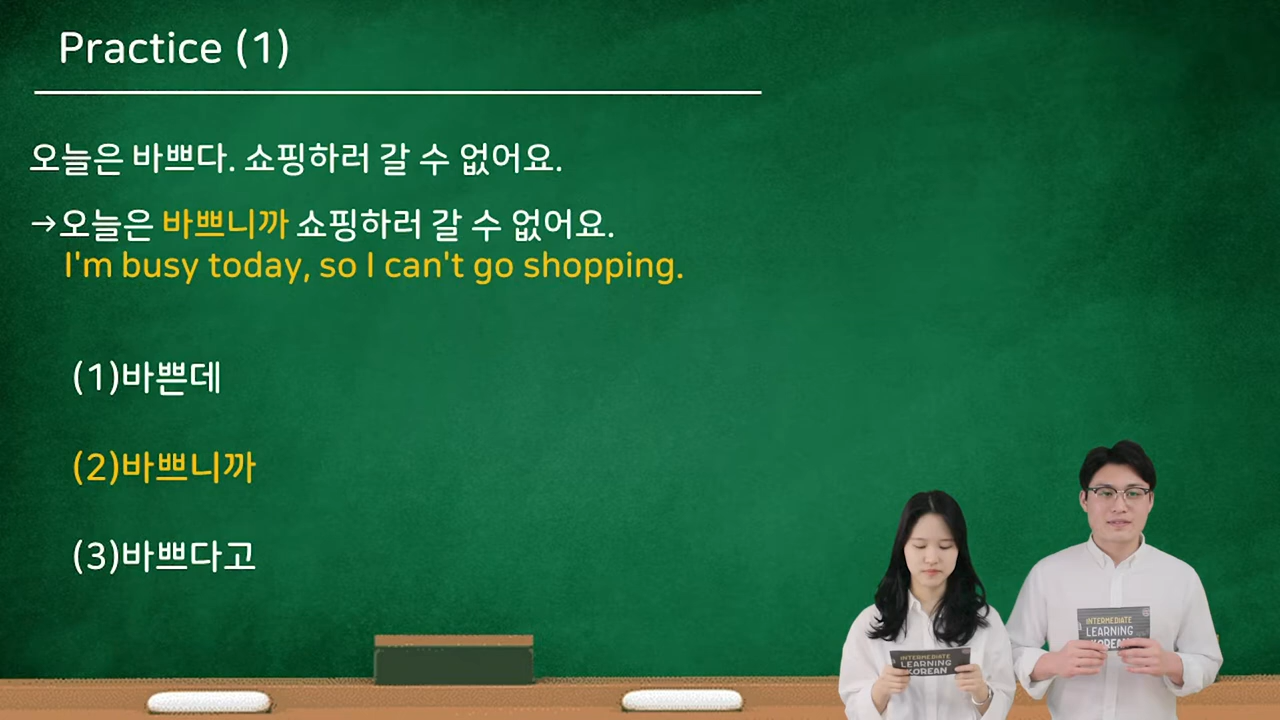 Practice (1)
오늘은 바쁘다. 쇼핑하러 갈 수 없어요.
→오늘은 바쁘니까 쇼핑하러 갈 수 없어요.
I'm busy today, so I can't go shopping.
(1)바쁜데
(2)바쁘니까
(3)바쁘다고
INTERMEDIATE
LEARNING
KOREAN
INTERMEDIATE
LEARNING
KOREAN